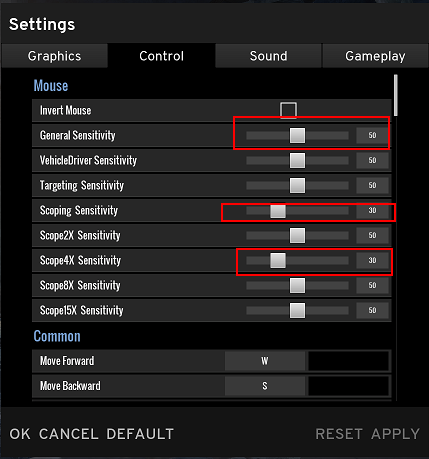 Settings
Graphics Control Sound Gameplay
Mouse
Invert Mouse
General Sensitivity 50
VehicleDriver Sensitivity 50
Targeting Sensitivity 50
Scoping Sensitivity 30
Scope2X Sensitivity 50
Scope4X Sensitivity 30
Scope8X Sensitivity 50
Scope15X Sensitivity 50
Common
Move Forward W
Move Backward S
OK CANCEL DEFAULT RESET APPLY